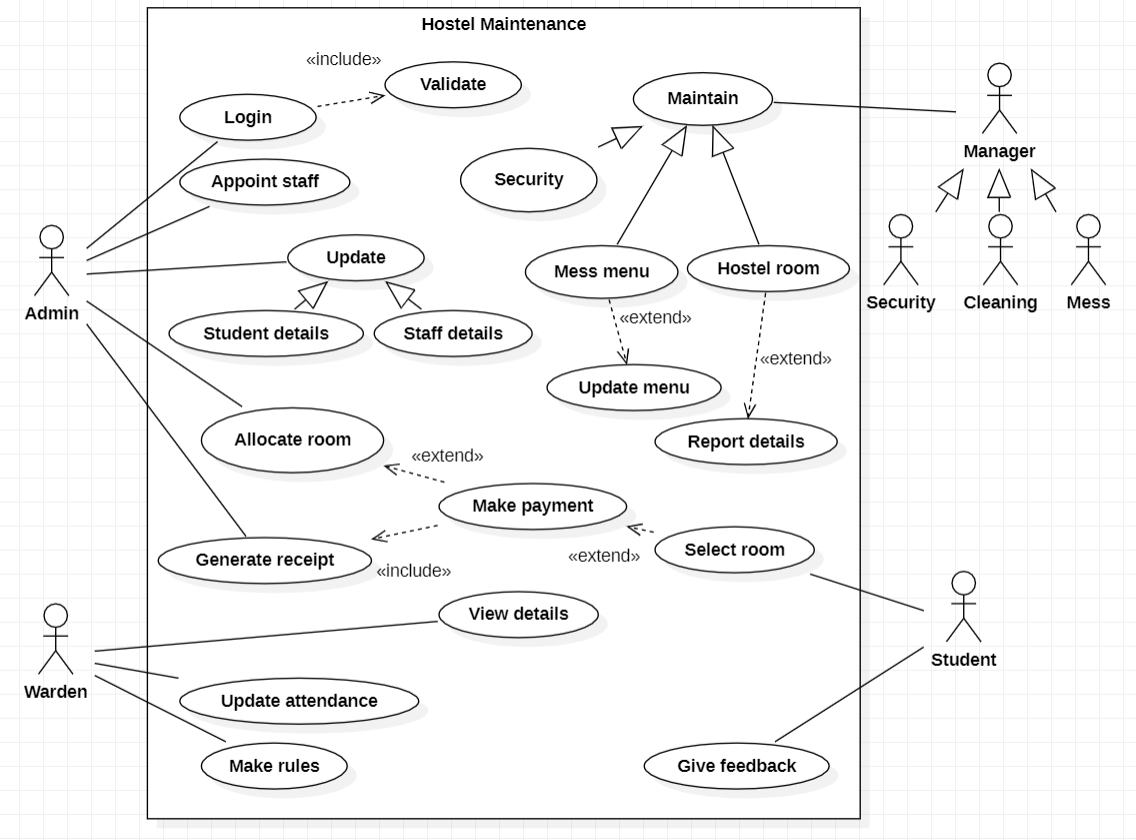 Hostel Maintenance
«include»
Validate
Login
Maintain
Manager
Appoint staff
Security
Update
Mess menu
Hostel room
Security
Cleaning
Mess
Admin
Student details
Staff details
«extend»
«extend»
Update menu
Allocate room
Report details
«extend»
Make payment
Generate receipt
«include»
«extend»
Select room
View details
Student
Warden
Update attendance
Make rules
Give feedback